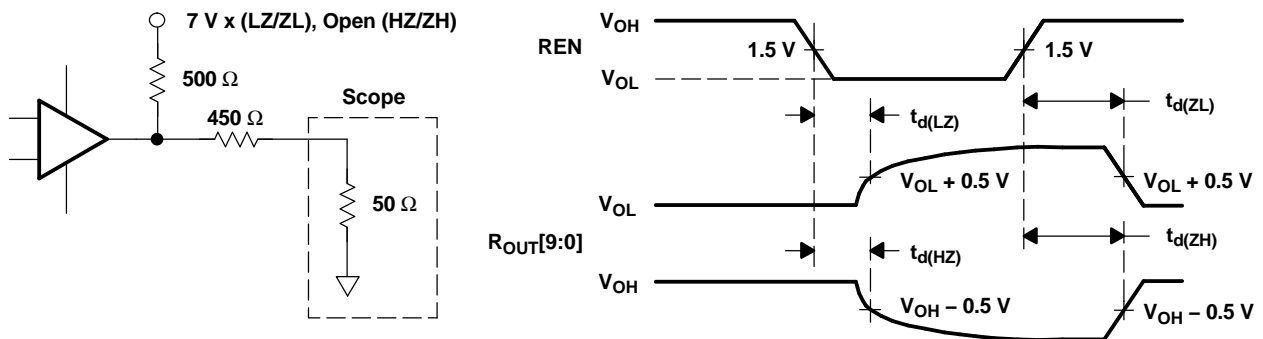 7 V x (LZ/ZL), Open (HZ/ZH)
500 Ω
450 Ω
Scope
50 Ω
V_OH
REN
1.5 V
1.5 V
V_OL
t_d(LZ)
t_d(ZL)
V_OL + 0.5 V
V_OL + 0.5 V
V_OL
R_OUT[9:0]
t_d(HZ)
t_d(ZH)
V_OH
V_OH – 0.5 V
V_OH – 0.5 V